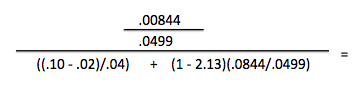 .00844
.0499
=
((.10 - .02)/.04) + (1 - 2.13)(.0844/.0499)